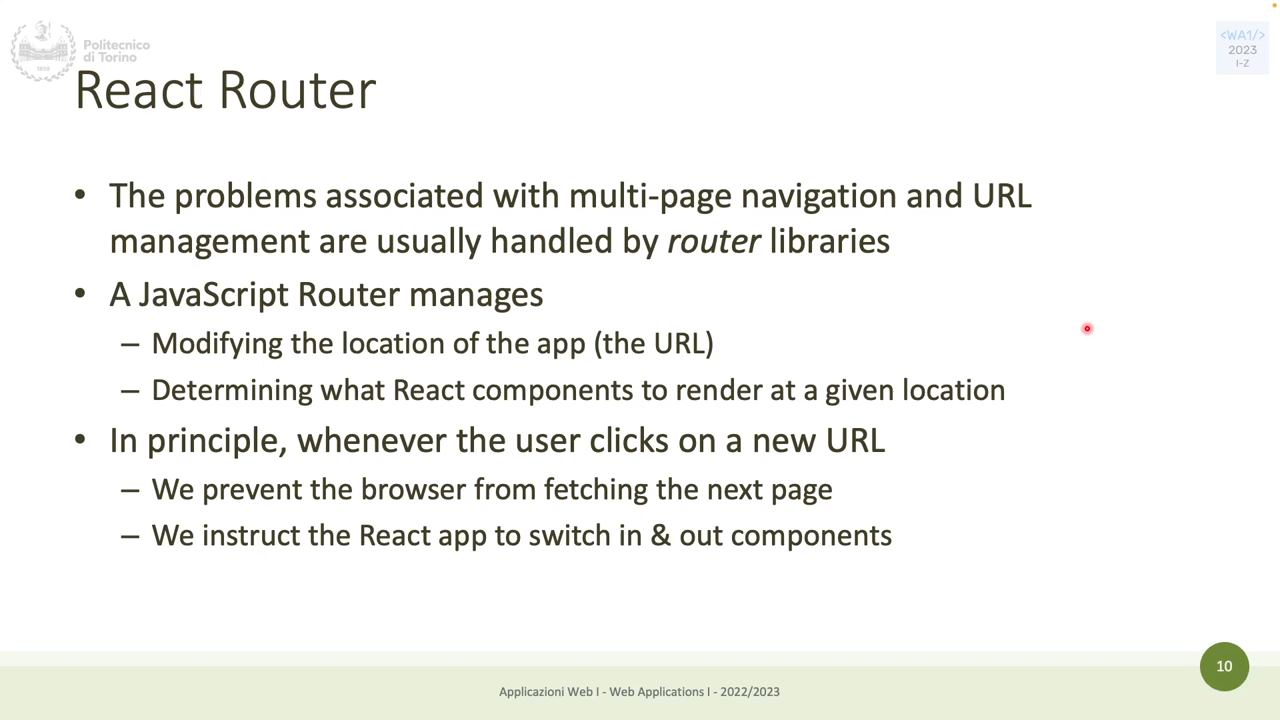 Politecnico
di Torino
1859
<WA1/>
2023
I-Z
React Router
• The problems associated with multi-page navigation and URL
management are usually handled by router libraries
• A JavaScript Router manages
– Modifying the location of the app (the URL)
– Determining what React components to render at a given location
• In principle, whenever the user clicks on a new URL
– We prevent the browser from fetching the next page
– We instruct the React app to switch in & out components
10
Applicazioni Web I - Web Applications I - 2022/2023